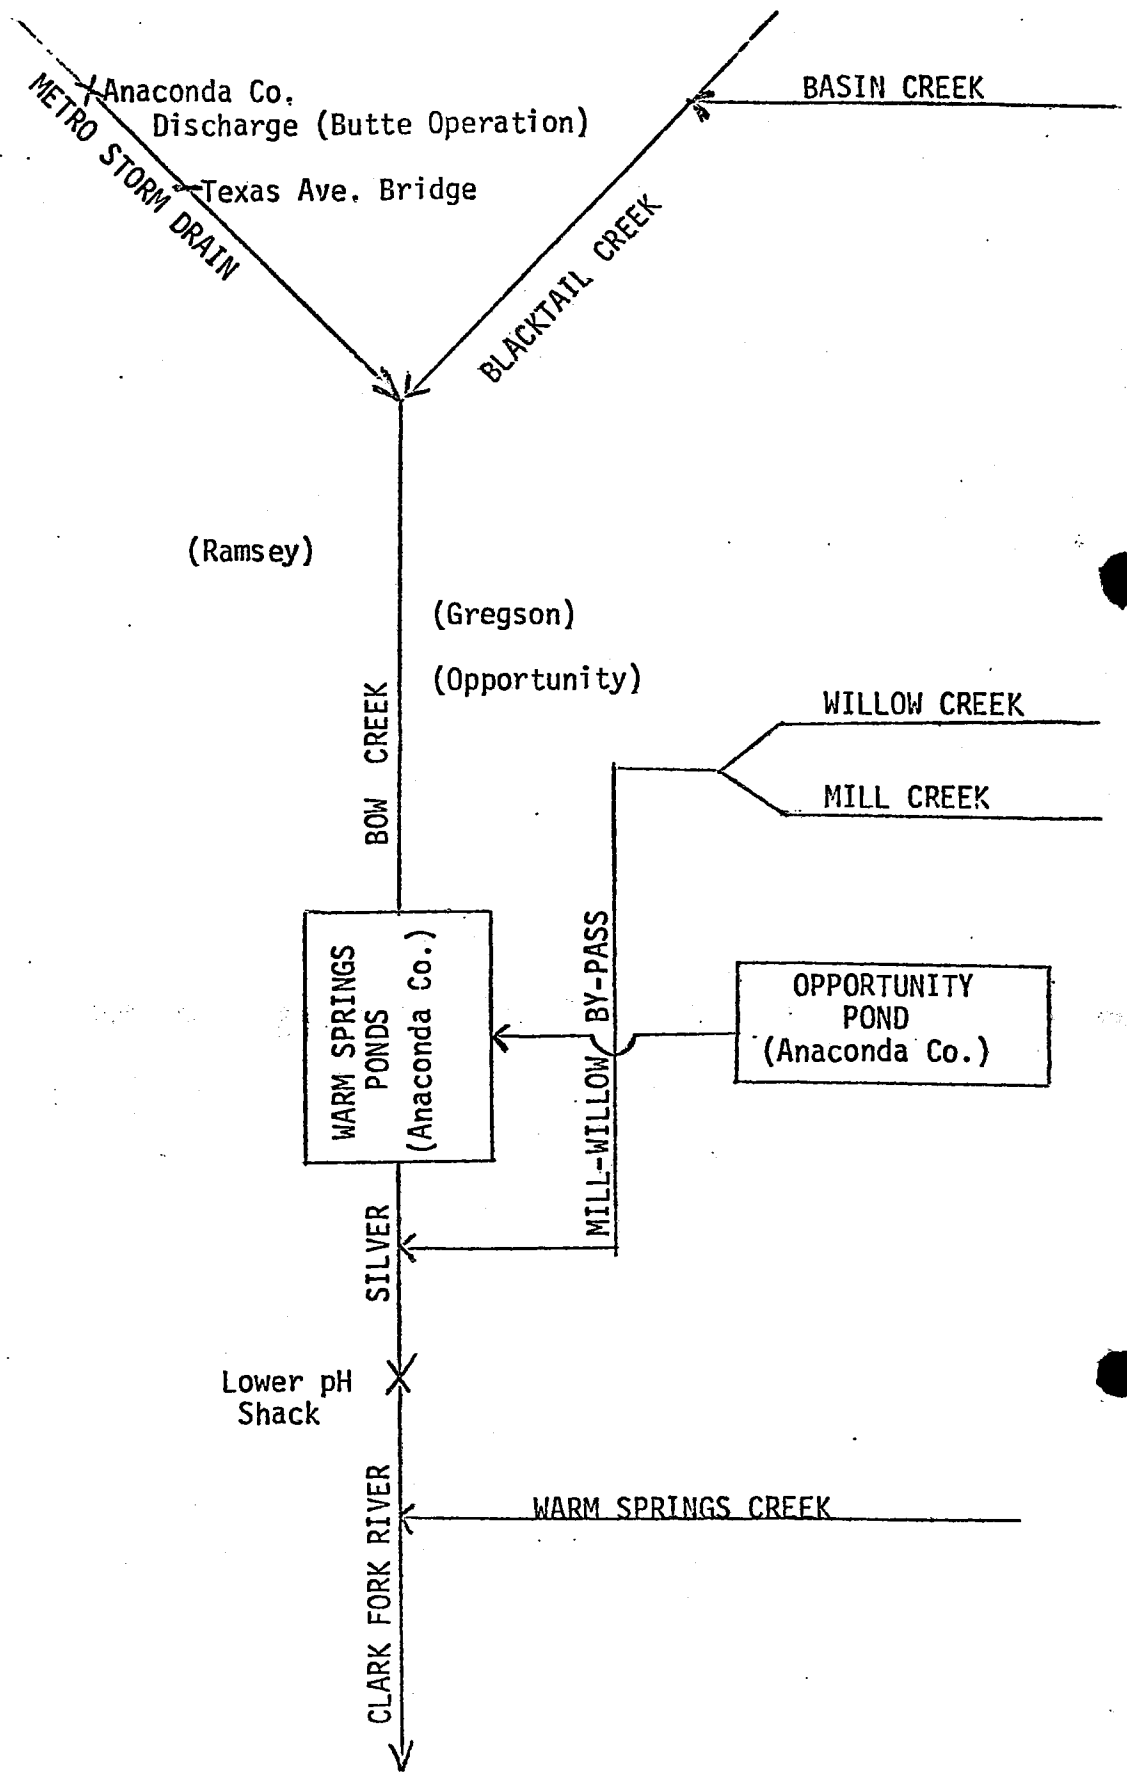 Anaconda Co.
Discharge (Butte Operation)
BASIN CREEK
METRO STORM DRAIN
Texas Ave. Bridge
BLACKTAIL CREEK
(Ramsey)
(Gregson)
(Opportunity)
BOW CREEK
WILLOW CREEK
MILL CREEK
WARM SPRINGS
PONDS
(Anaconda Co.)
MILL-WILLOW BY-PASS
OPPORTUNITY
POND
(Anaconda Co.)
SILVER
Lower pH
Shack
WARM SPRINGS CREEK
CLARK FORK RIVER